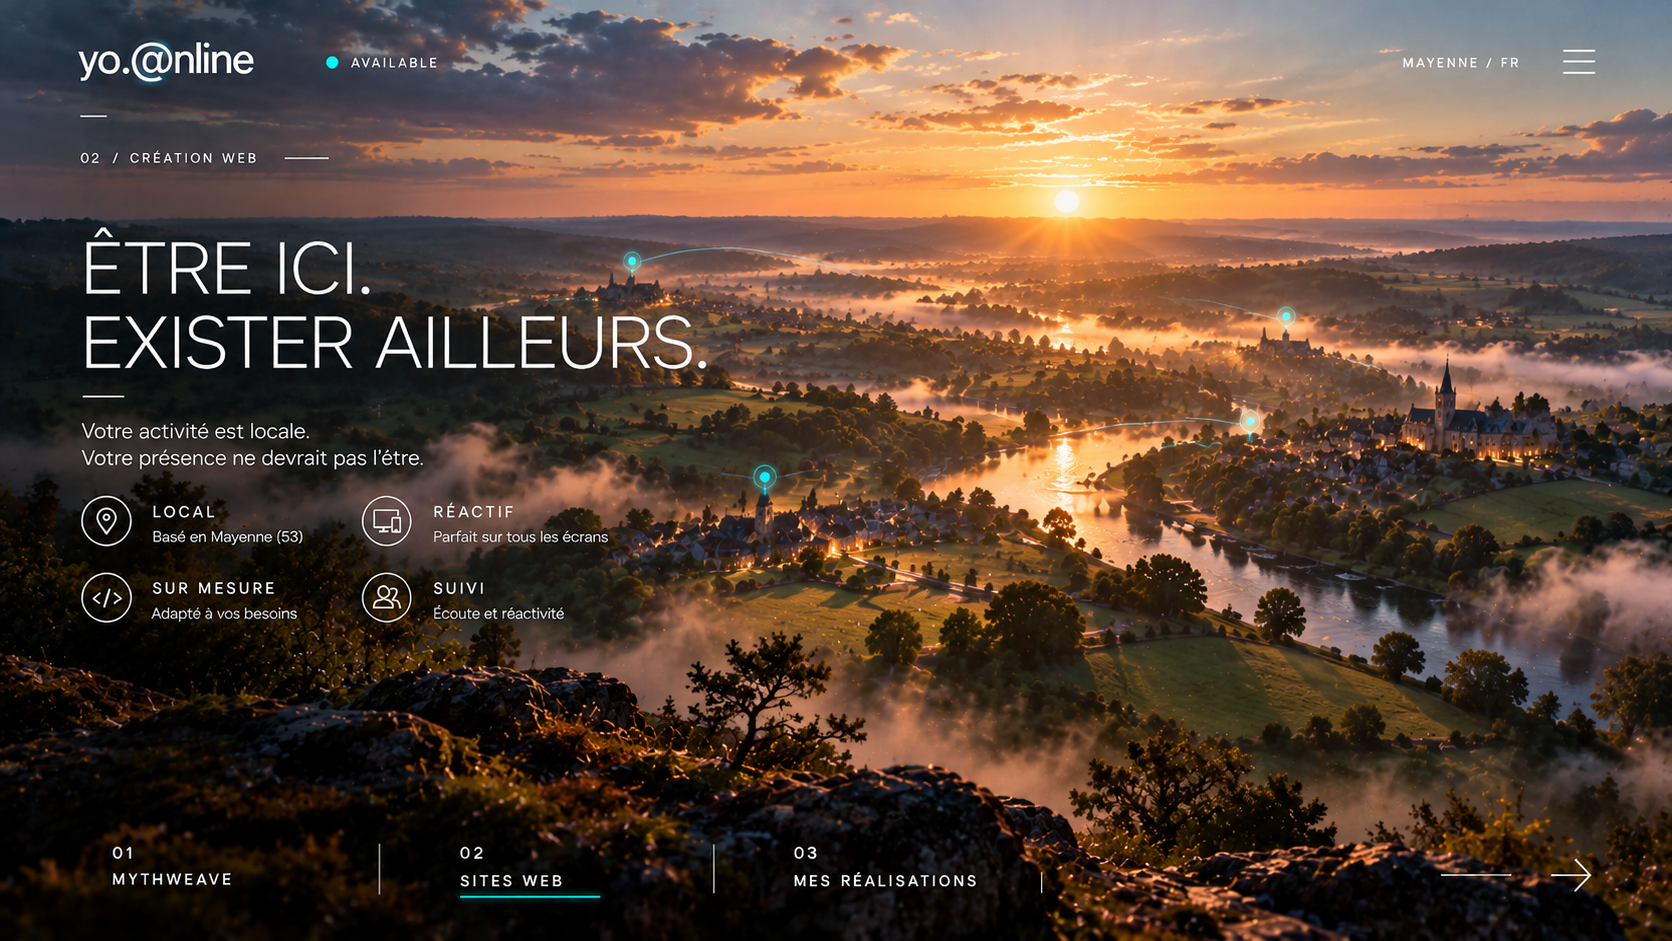 yo.@nline
AVAILABLE
MAYENNE / FR
02 / CRÉATION WEB
ÊTRE ICI.
EXISTER AILLEURS.
Votre activité est locale.
Votre présence ne devrait pas l'étre.
LOCAL
Basé en Mayenne (53)
RÉACTIF
Parfait sur tous les écrans
</>
SUR MESURE
Adapté à vos besoins
SUIVI
Écoute et réactivité
01
MYTHWEAVE
02
SITES WEB
03
MES RÉALISATIONS